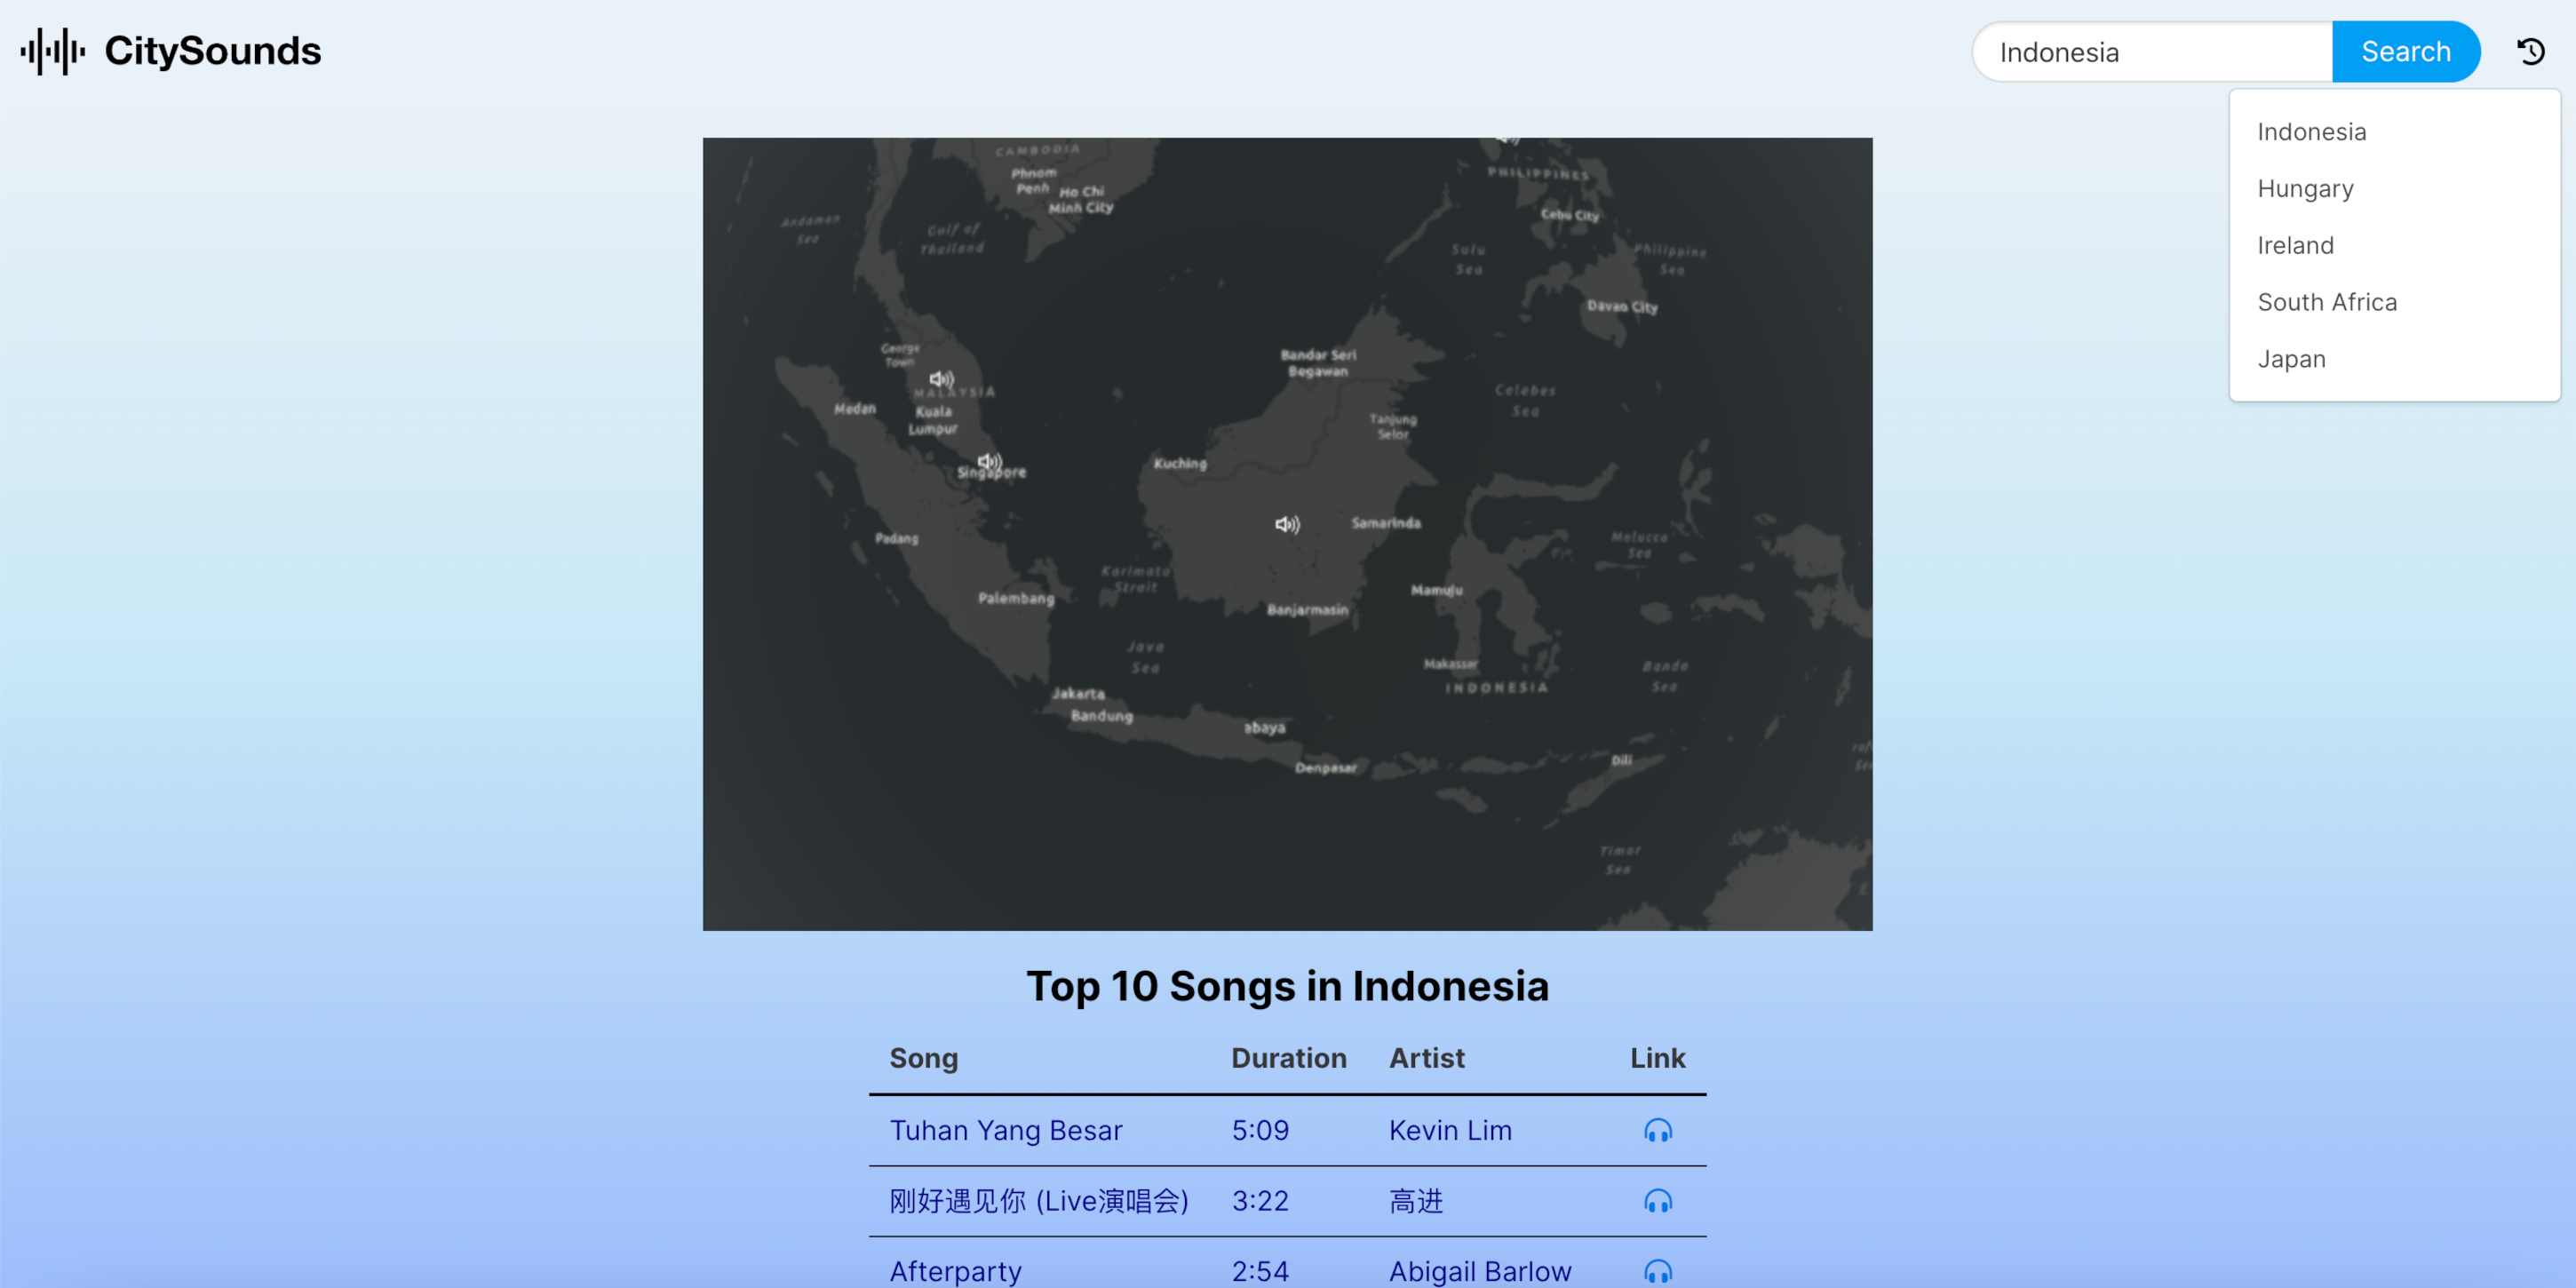 CitySounds
Indonesia
Search
Indonesia
Hungary
Ireland
South Africa
Japan
CAMBODIA
Phnom
Penh
Ho Chi
Minh City
PHILIPPINES
Cebu City
Andaman
Sea
Gulf of
Thailand
Sulu
Sea
Philippine
Sea
Davao City
George
Town
Bandar Seri
Begawan
MALAYSIA
Celebes
Sea
Medan
Kuala
Lumpur
Tanjung
Selor
Kuching
Singapore
Samarinda
Padang
Molucca
Sea
Karimata
Strait
Palembang
Mamuju
Banjarmasin
Java
Sea
Makassar
INDONESIA
Banda
Sea
Jakarta
Bandung
abaya
Denpasar
Dili
Timor
Sea
Top 10 Songs in Indonesia
Song Duration Artist Link
Tuhan Yang Besar 5:09 Kevin Lim
刚好遇见你 (Live演唱会) 3:22 高进
Afterparty 2:54 Abigail Barlow